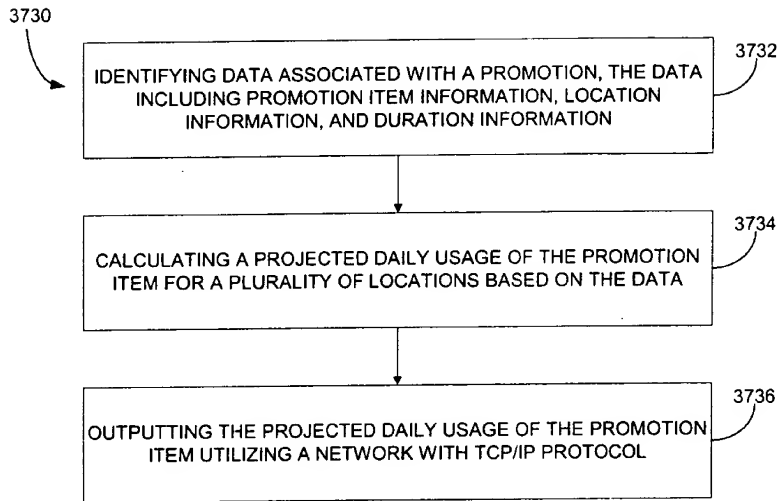 3730
3732
IDENTIFYING DATA ASSOCIATED WITH A PROMOTION, THE DATA
INCLUDING PROMOTION ITEM INFORMATION, LOCATION
INFORMATION, AND DURATION INFORMATION
3734
CALCULATING A PROJECTED DAILY USAGE OF THE PROMOTION
ITEM FOR A PLURALITY OF LOCATIONS BASED ON THE DATA
3736
OUTPUTTING THE PROJECTED DAILY USAGE OF THE PROMOTION
ITEM UTILIZING A NETWORK WITH TCP/IP PROTOCOL